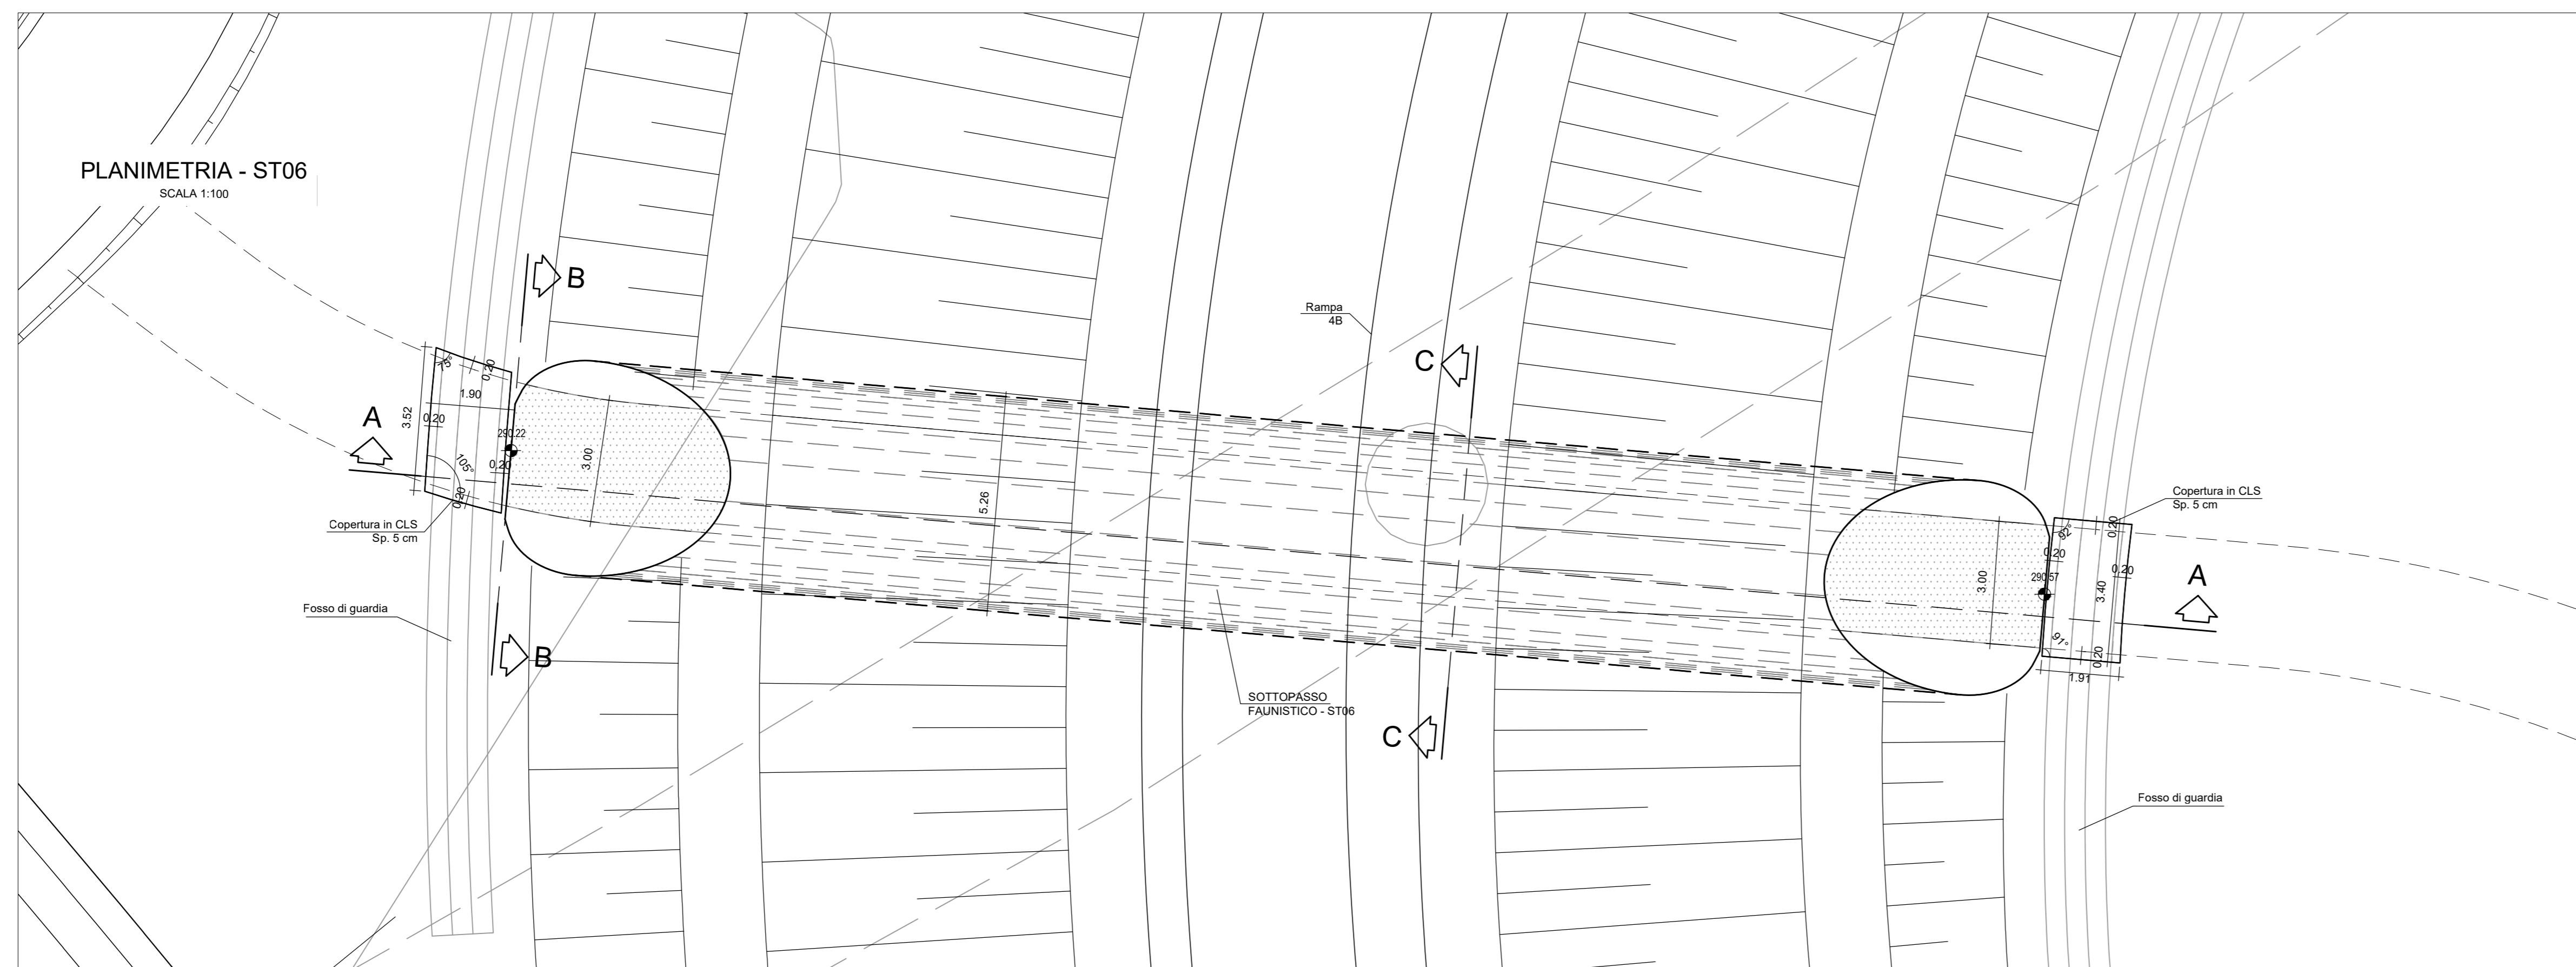 PLANIMETRIA - ST06
SCALA 1:100
B
Rampa
4B
C
75°
0.20
1.90
3.52
0.20
A
290.22
105°
0.20
3.00
0.20
Copertura in CLS
Sp. 5 cm
5.26
Copertura in CLS
Sp. 5 cm
92°
0.20
0.20
0.20
290.57
3.00
3.40
A
91°
0.20
1.91
Fosso di guardia
B
SOTTOPASSO
FAUNISTICO - ST06
C
Fosso di guardia